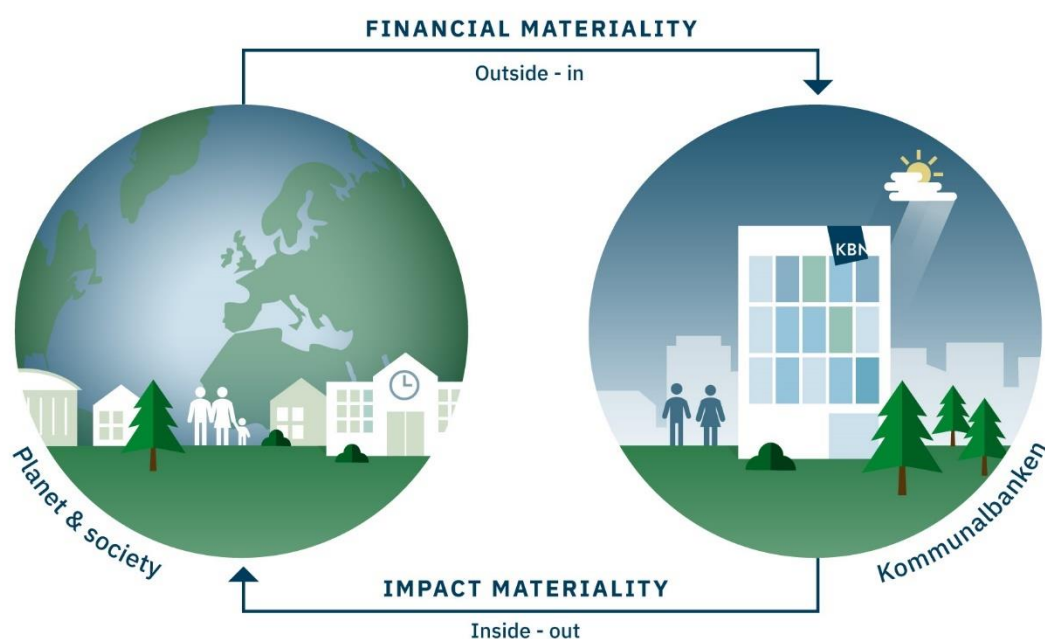 FINANCIAL MATERIALITY
Outside - in
KBN
Planet & society
Kommunalbanken
IMPACT MATERIALITY
Inside - out